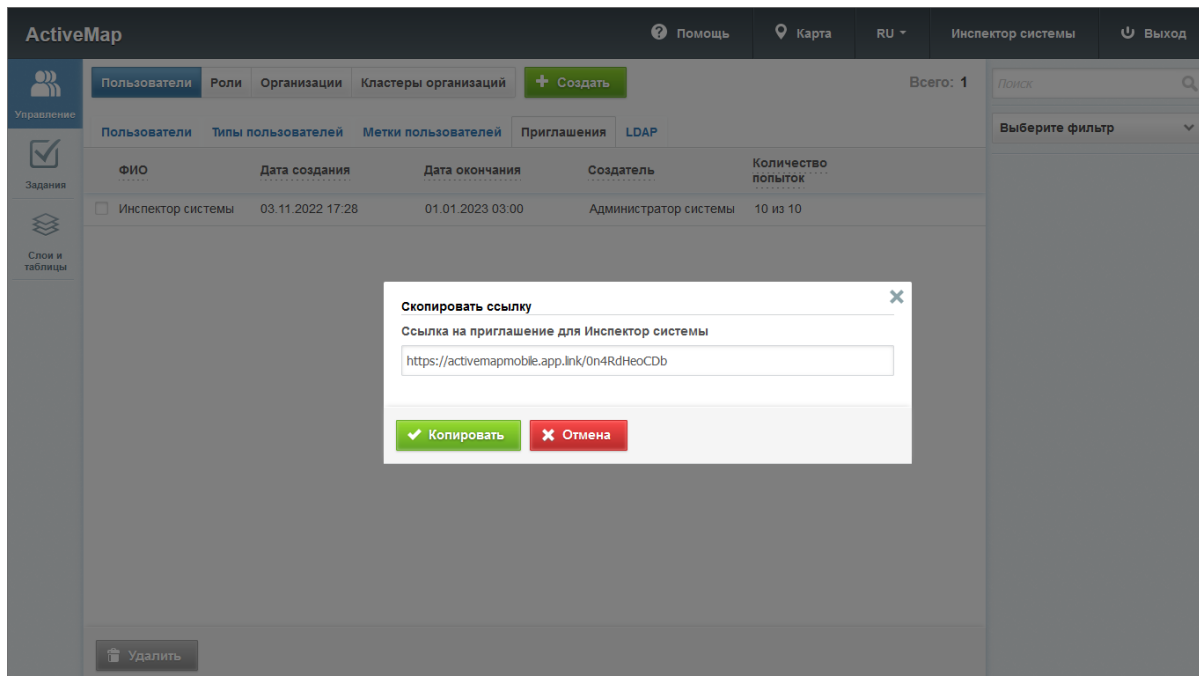 ActiveMap
Помощь
Карта
RU
Инспектор системы
Выход
Управление
Задания
Слои и
таблицы
Пользователи Роли Организации Кластеры организаций
Создать
Всего: 1
Поиск
Пользователи Типы пользователей Метки пользователей Приглашения LDAP
Выберите фильтр
ФИО Дата создания Дата окончания Создатель Количество
попыток
Инспектор системы 03.11.2022 17:28 01.01.2023 03:00 Администратор системы 10 из 10
Скопировать ссылку
Ссылка на приглашение для Инспектор системы
https://activemapmobile.app.link/0n4RdHeoCDb
Копировать
Отмена
Удалить